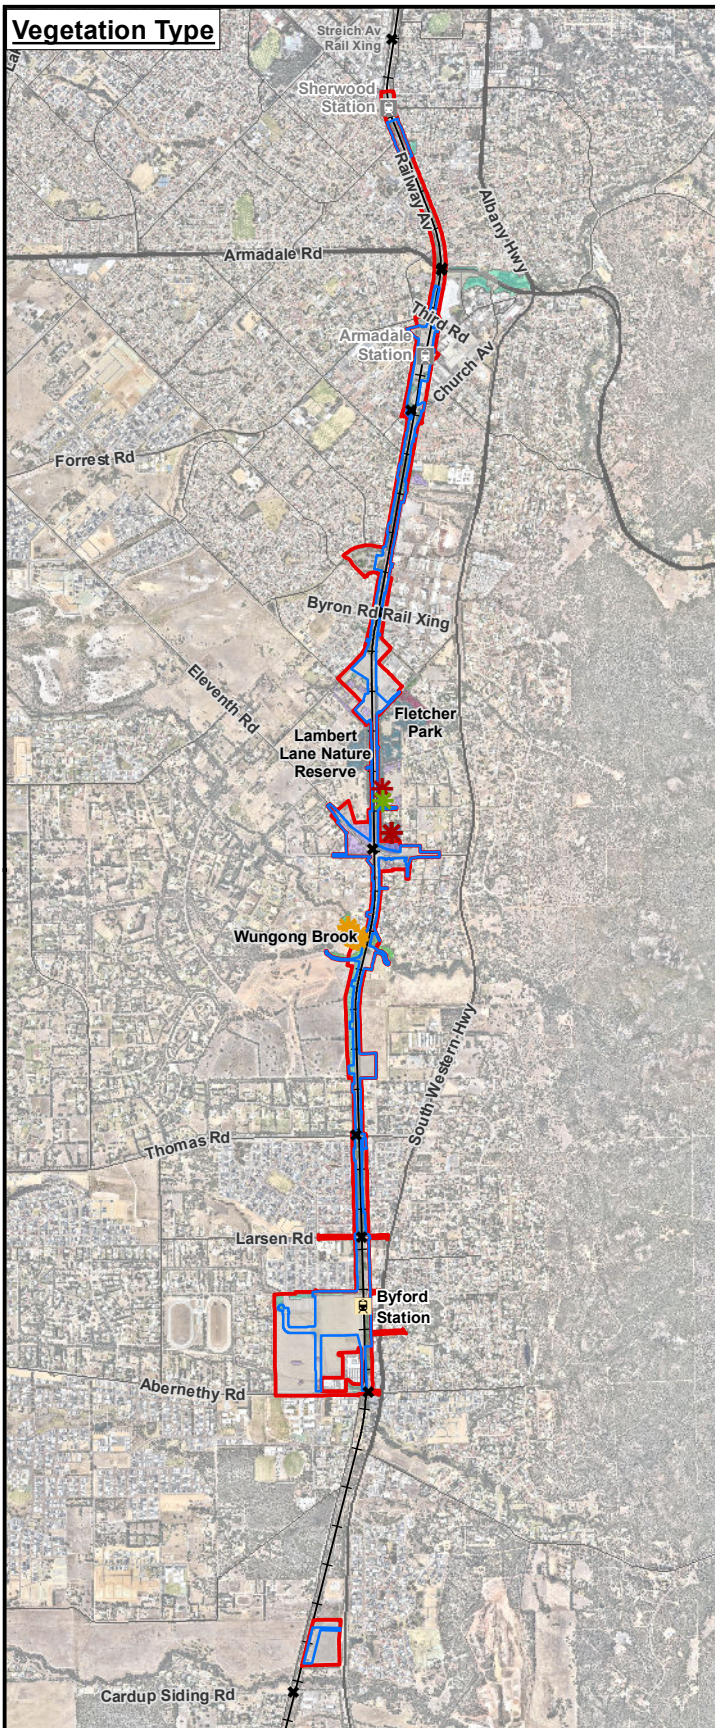 Vegetation Type
Streich Av
Rail Xing
Sherwood
Station
Railway Av
Albany Hwy
Armadale Rd
Third Rd
Armadale
Station
Church Av
Forrest Rd
Byron Rd Rail Xing
Eleventh Rd
Fletcher
Park
Lambert
Lane Nature
Reserve
Wungong Brook
South Western Hwy
Thomas Rd
Larsen Rd
Byford
Station
Abernethy Rd
Cardup Siding Rd